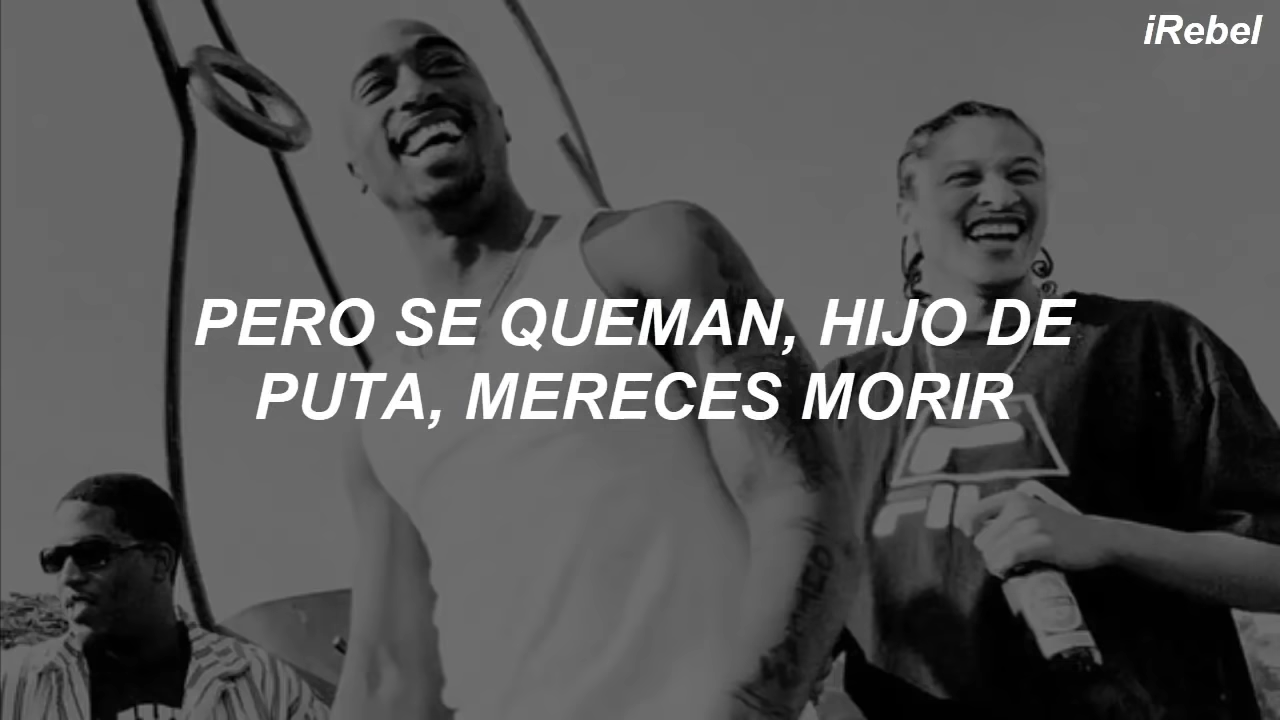 iRebel
PERO SE QUEMAN, HIJO DE
PUTA, MERECES MORIR